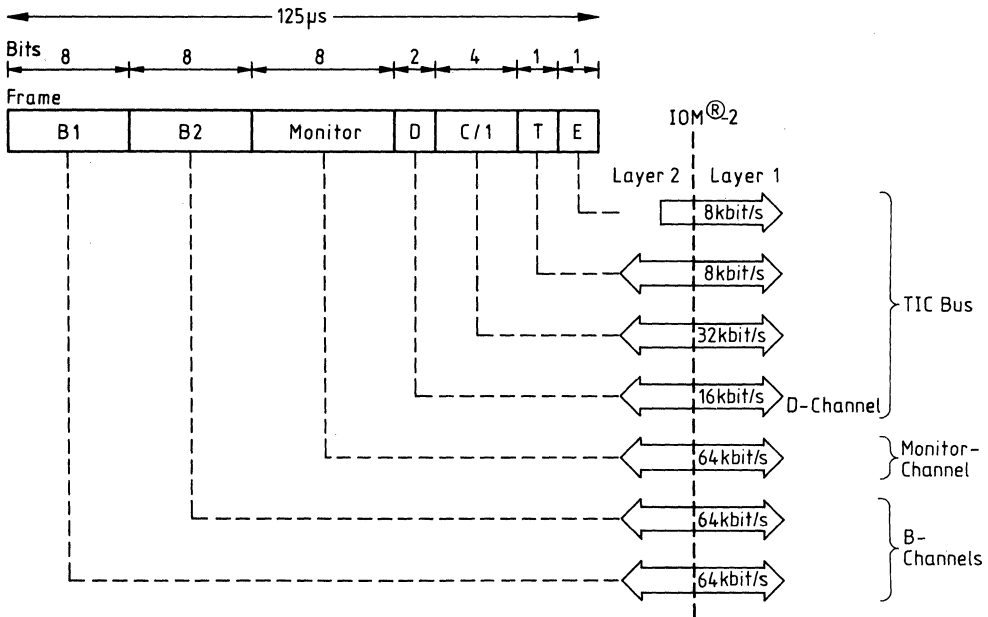 125µs
Bits
8 8 8 2 4 1 1
Frame
B1 B2 Monitor D C/1 T E
IOM®-2
Layer 2 Layer 1
8kbit/s
8kbit/s
TIC Bus
32kbit/s
16kbit/s D-Channel
64kbit/s
Monitor-
Channel
64kbit/s
64kbit/s
B-
Channels